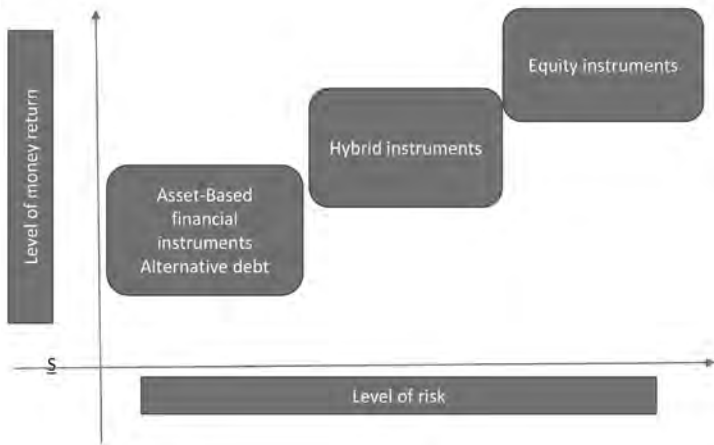 Equity instruments
Hybrid instruments
Asset-Based
financial
instruments
Alternative debt
Level of money return
S
Level of risk